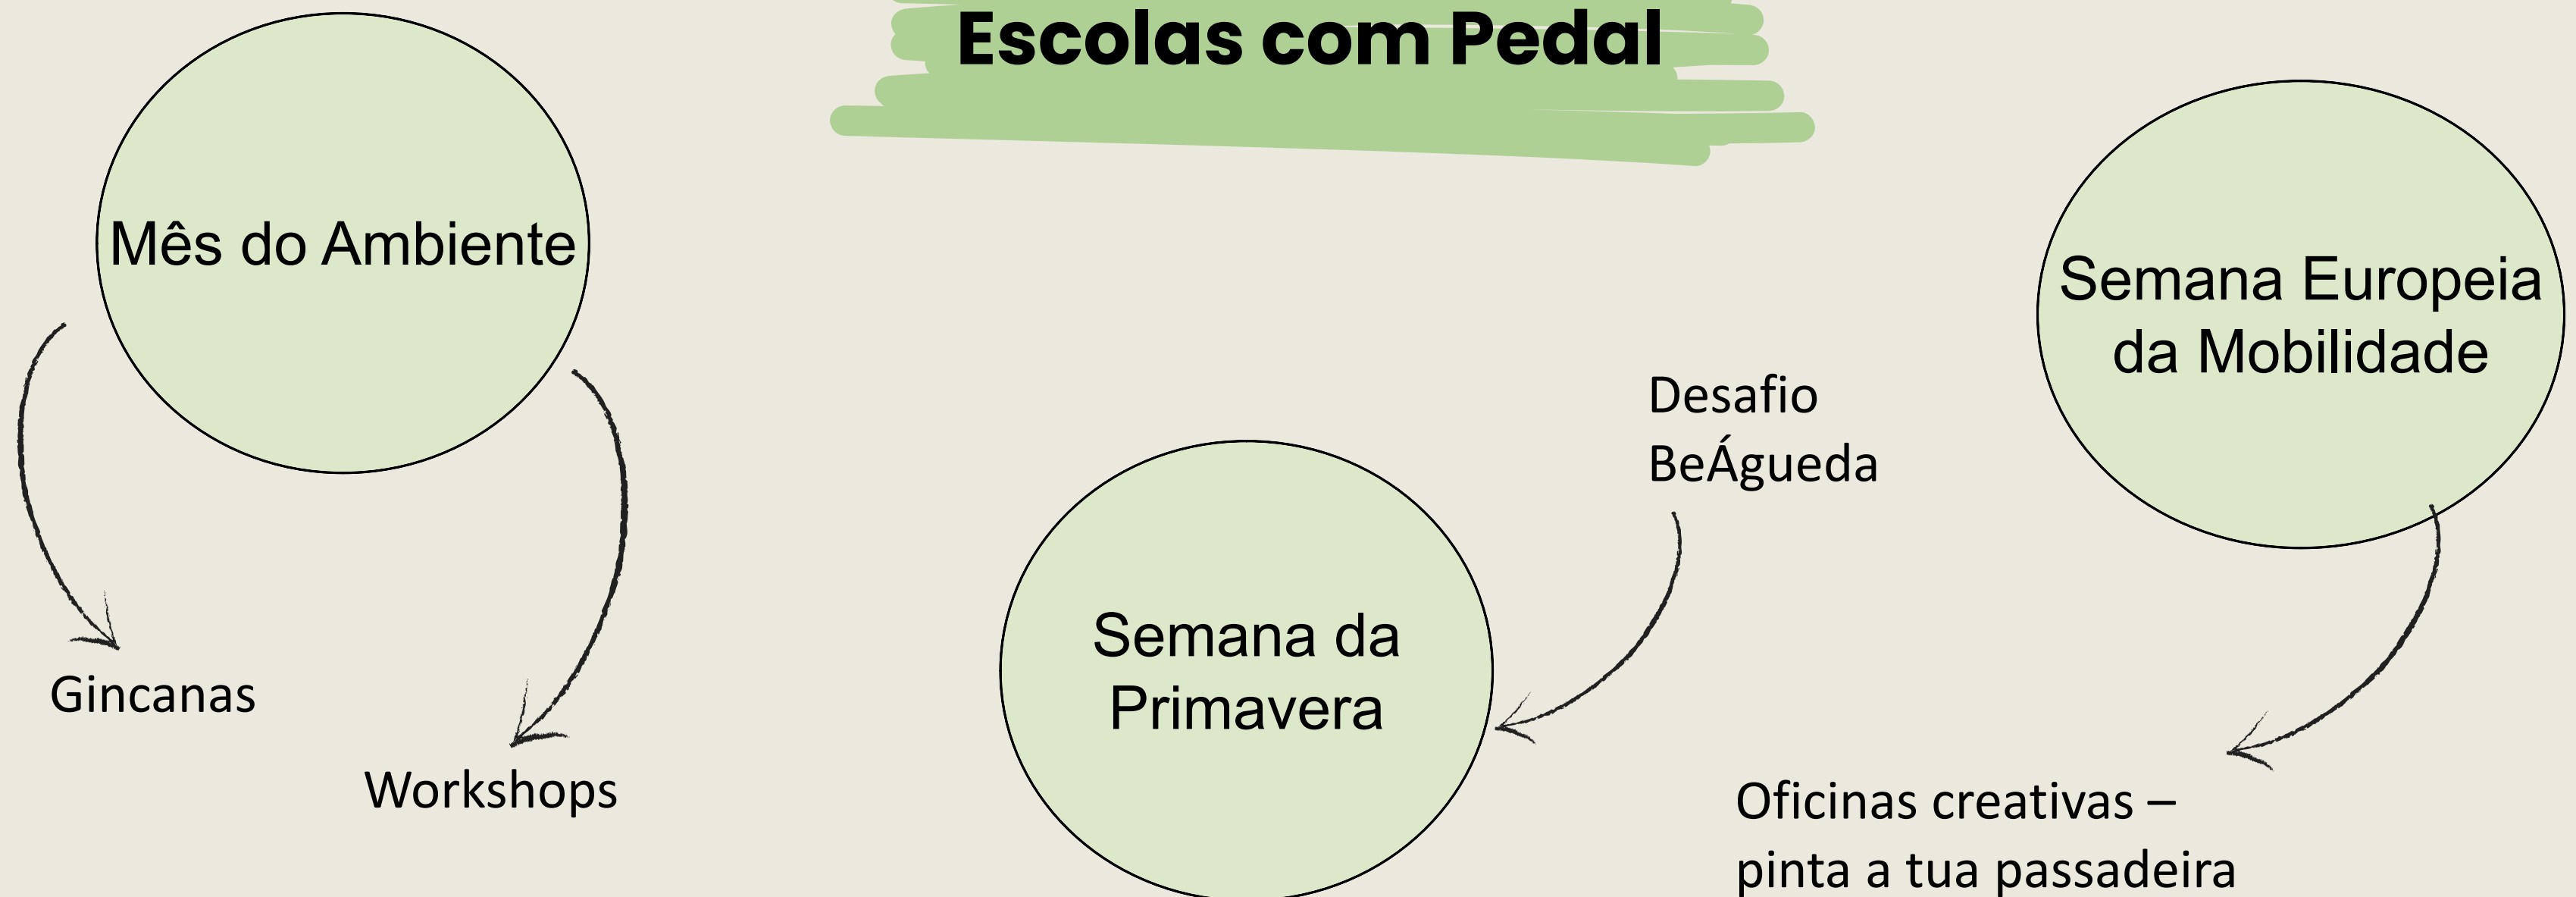 Escolas com Pedal
Mês do Ambiente
Gincanas
Workshops
Semana da
Primavera
Desafio
BeÁgueda
Semana Europeia
da Mobilidade
Oficinas creativas –
pinta a tua passadeira